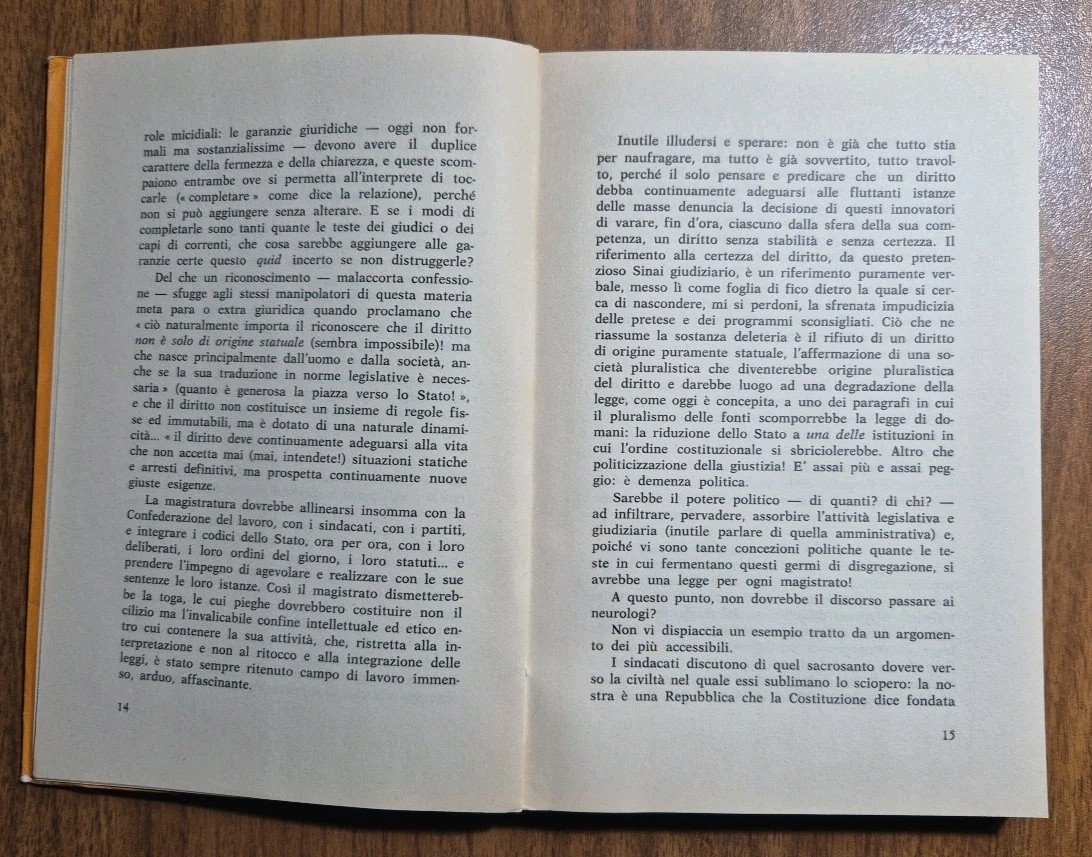 role micidiali: le garanzie giuridiche — oggi non for-
mali ma sostanzialissime — devono avere il duplice
carattere della fermezza e della chiarezza, e queste scom-
paiono entrambe ove si permetta all'interprete di toc-
carle (« completare » come dice la relazione), perché
non si può aggiungere senza alterare. E se i modi di
completarle sono tanti quante le teste dei giudici o dei
capi di correnti, che cosa sarebbe aggiungere alle ga-
ranzie certe questo quid incerto se non distruggerle?
Del che un riconoscimento — malaccorta confessio-
ne — sfugge agli stessi manipolatori di questa materia
meta para o extra giuridica quando proclamano che
« ciò naturalmente importa il riconoscere che il diritto
non è solo di origine statuale (sembra impossibile)! ma
che nasce principalmente dall'uomo e dalla società, an-
che se la sua traduzione in norme legislative è neces-
saria » (quanto è generosa la piazza verso lo Stato! »,
e che il diritto non costituisce un insieme di regole fis-
se ed immutabili, ma è dotato di una naturale dinami-
cità... « il diritto deve continuamente adeguarsi alla vita
che non accetta mai (mai, intendete!) situazioni statiche
e arresti definitivi, ma prospetta continuamente nuove
giuste esigenze.
La magistratura dovrebbe allinearsi insomma con la
Confederazione del lavoro, con i sindacati, con i partiti,
e integrare i codici dello Stato, ora per ora, con i loro
deliberati, i loro ordini del giorno, i loro statuti... e
prendere l'impegno di agevolare e realizzare con le sue
sentenze le loro istanze. Così il magistrato dismettereb-
be la toga, le cui pieghe dovrebbero costituire non il
cilizio ma l'invalicabile confine intellettuale ed etico en-
tro cui contenere la sua attività, che, ristretta alla in-
terpretazione e non al ritocco e alla integrazione delle
leggi, è stato sempre ritenuto campo di lavoro immen-
so, arduo, affascinante.
14
Inutile illudersi e sperare: non è già che tutto stia
per naufragare, ma tutto è già sovvertito, tutto travol-
to, perché il solo pensare e predicare che un diritto
debba continuamente adeguarsi alle fluttanti istanze
delle masse denuncia la decisione di questi innovatori
di varare, fin d'ora, ciascuno dalla sfera della sua com-
petenza, un diritto senza stabilità e senza certezza. Il
riferimento alla certezza del diritto, da questo preten-
zioso Sinai giudiziario, è un riferimento puramente ver-
bale, messo lì come foglia di fico dietro la quale si cer-
ca di nascondere, mi si perdoni, la sfrenata impudicizia
delle pretese e dei programmi sconsigliati. Ciò che ne
riassume la sostanza deleteria è il rifiuto di un diritto
di origine puramente statuale, l'affermazione di una so-
cietà pluralistica che diventerebbe origine pluralistica
del diritto e darebbe luogo ad una degradazione della
legge, come oggi è concepita, a uno dei paragrafi in cui
il pluralismo delle fonti scomporrebbe la legge di do-
mani: la riduzione dello Stato a una delle istituzioni in
cui l'ordine costituzionale si sbriciolerebbe. Altro che
politicizzazione della giustizia! E' assai più e assai peg-
gio: è demenza politica.
Sarebbe il potere politico — di quanti? di chi? —
ad infiltrare, pervadere, assorbire l'attività legislativa e
giudiziaria (inutile parlare di quella amministrativa) e,
poiché vi sono tante concezioni politiche quante le te-
ste in cui fermentano questi germi di disgregazione, si
avrebbe una legge per ogni magistrato!
A questo punto, non dovrebbe il discorso passare ai
neurologi?
Non vi dispiaccia un esempio tratto da un argomen-
to dei più accessibili.
I sindacati discutono di quel sacrosanto dovere ver-
so la civiltà nel quale essi sublimano lo sciopero: la no-
stra è una Repubblica che la Costituzione dice fondata
15